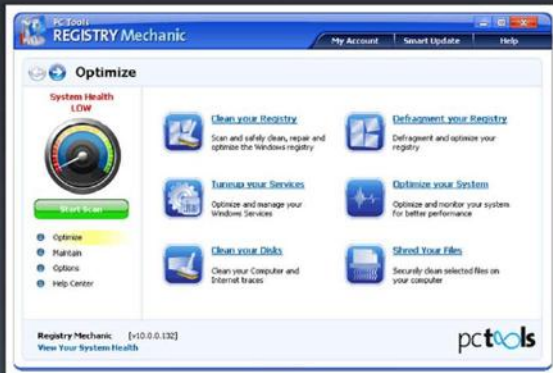 PC Tools
REGISTRY Mechanic
My Account
Smart Update
Help
Optimize
System Health
LOW
Start Scan
Optimize
Maintain
Options
Help Center
Clean your Registry
Scan and safely clean, repair and
optimize the Windows registry
Defragment your Registry
Defragment and optimize your
registry
Tuneup your Services
Optimize and manage your
Windows Services
Optimize your System
Optimize and monitor your system
for better performance
Clean your Disks
Clean your Computer and
Internet traces
Shred Your Files
Securely clean selected files on
your computer
Registry Mechanic [v10.0.0.132]
View Your System Health
pctools